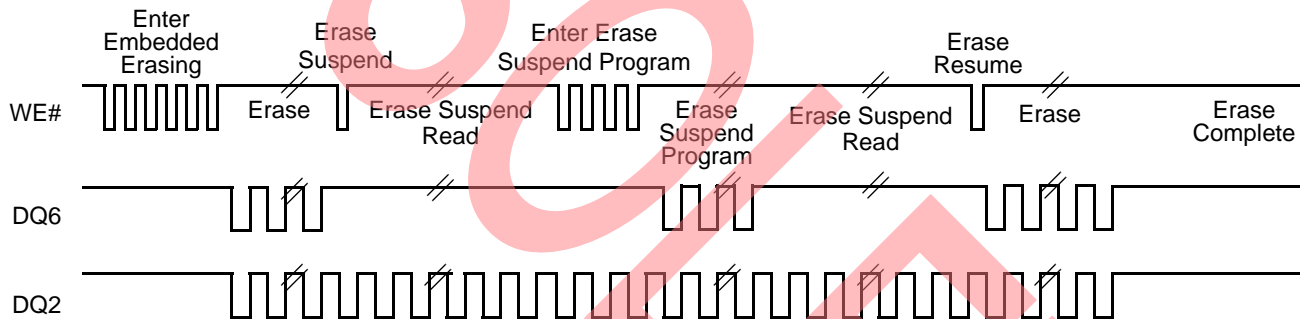 Enter
Embedded
Erasing
Erase
Suspend
Enter Erase
Suspend Program
Erase
Resume
WE#
Erase
Erase Suspend
Read
Erase
Suspend
Program
Erase Suspend
Read
Erase
Erase
Complete
DQ6
DQ2